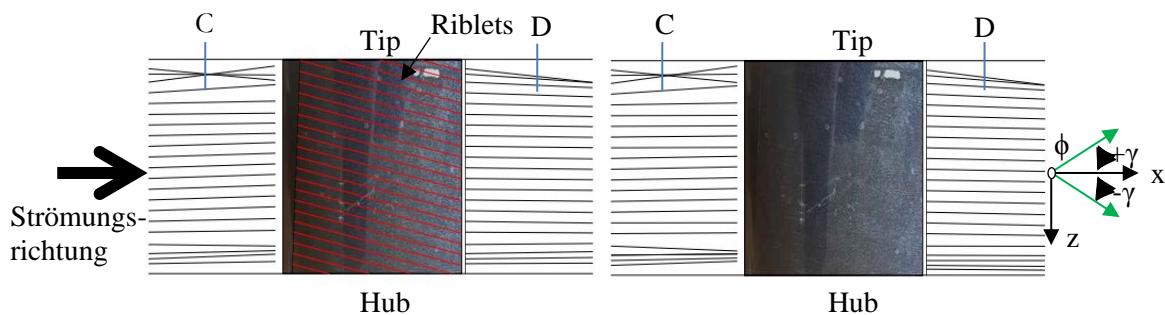 C
Tip
Riblets
D
C
Tip
D
ϕ
+γ
-γ
x
z
Strömungs-
richtung
Hub
Hub